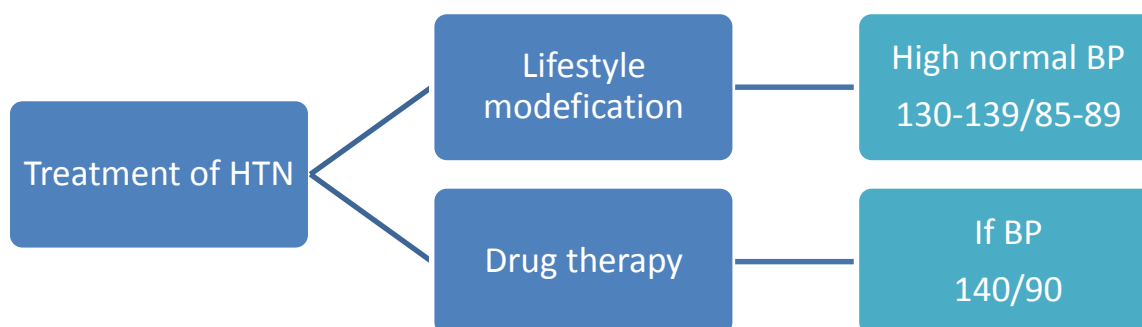 Treatment of HTN
Lifestyle
modefication
High normal BP
130-139/85-89
Drug therapy
If BP
140/90